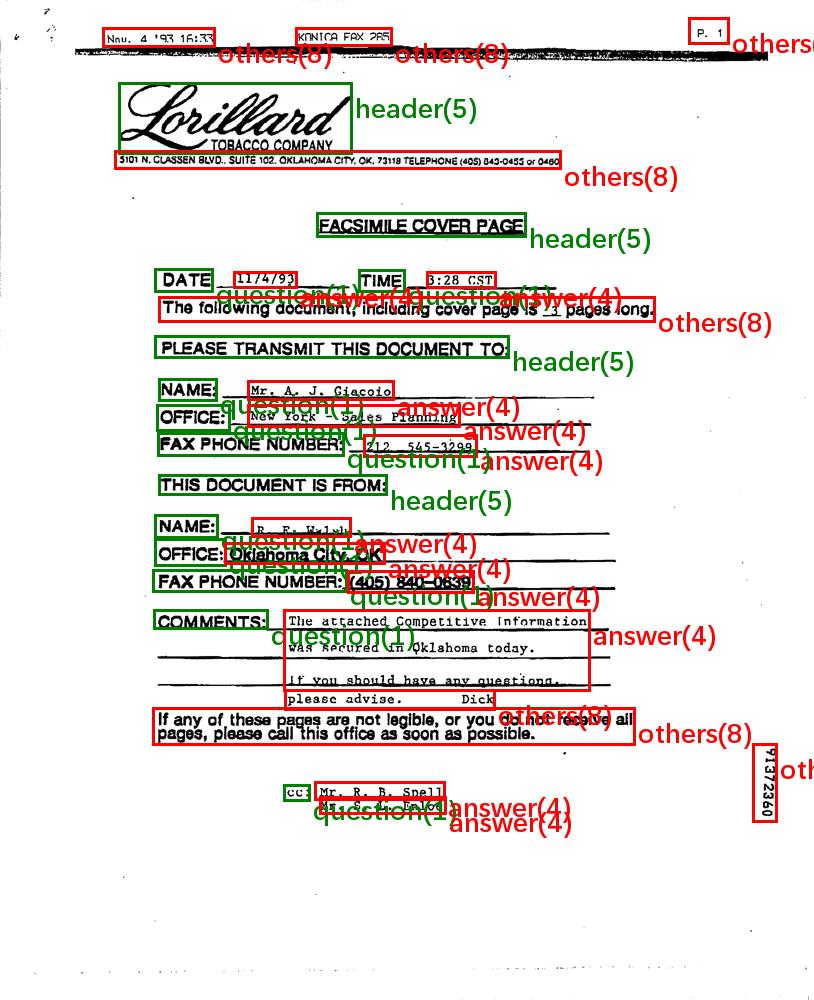 Nov. 4 '93 16:33 KONICA FAX 285 P. 1
others(8) others(8) others(
Lorillard header(5)
TOBACCO COMPANY
5101 N. CLASSEN BLVD., SUITE 102, OKLAHOMA CITY, OK. 73118 TELEPHONE (405) 843-0455 or 0460
others(8)
FACSIMILE COVER PAGE
header(5)
DATE 11/4/93 TIME 3:28 CST
question(1) answer(4) question(1) answer(4)
The following document, including cover page is 3 pages long.
others(8)
PLEASE TRANSMIT THIS DOCUMENT TO:
header(5)
NAME: Mr. A. J. Giacoio
question(1) answer(4)
OFFICE: New York - Sales Planning
question(1) answer(4)
FAX PHONE NUMBER: 212 545-3299
question(1) answer(4)
THIS DOCUMENT IS FROM:
header(5)
NAME: R. F.
question(1) answer(4)
OFFICE: Oklahoma City, OK
question(1) answer(4)
FAX PHONE NUMBER: (405) 840-0639
question(1) answer(4)
COMMENTS: The attached Competitive Information
question(1) answer(4)
was secured in Oklahoma today.
If you should have any questions,
please advise. Dick
others(8)
If any of these pages are not legible, or you do not receive all
pages, please call this office as soon as possible.
others(8)
91372360
oth
cc: Mr. R. B. Spell
question(1) answer(4)
Mr. S. L.
answer(4)